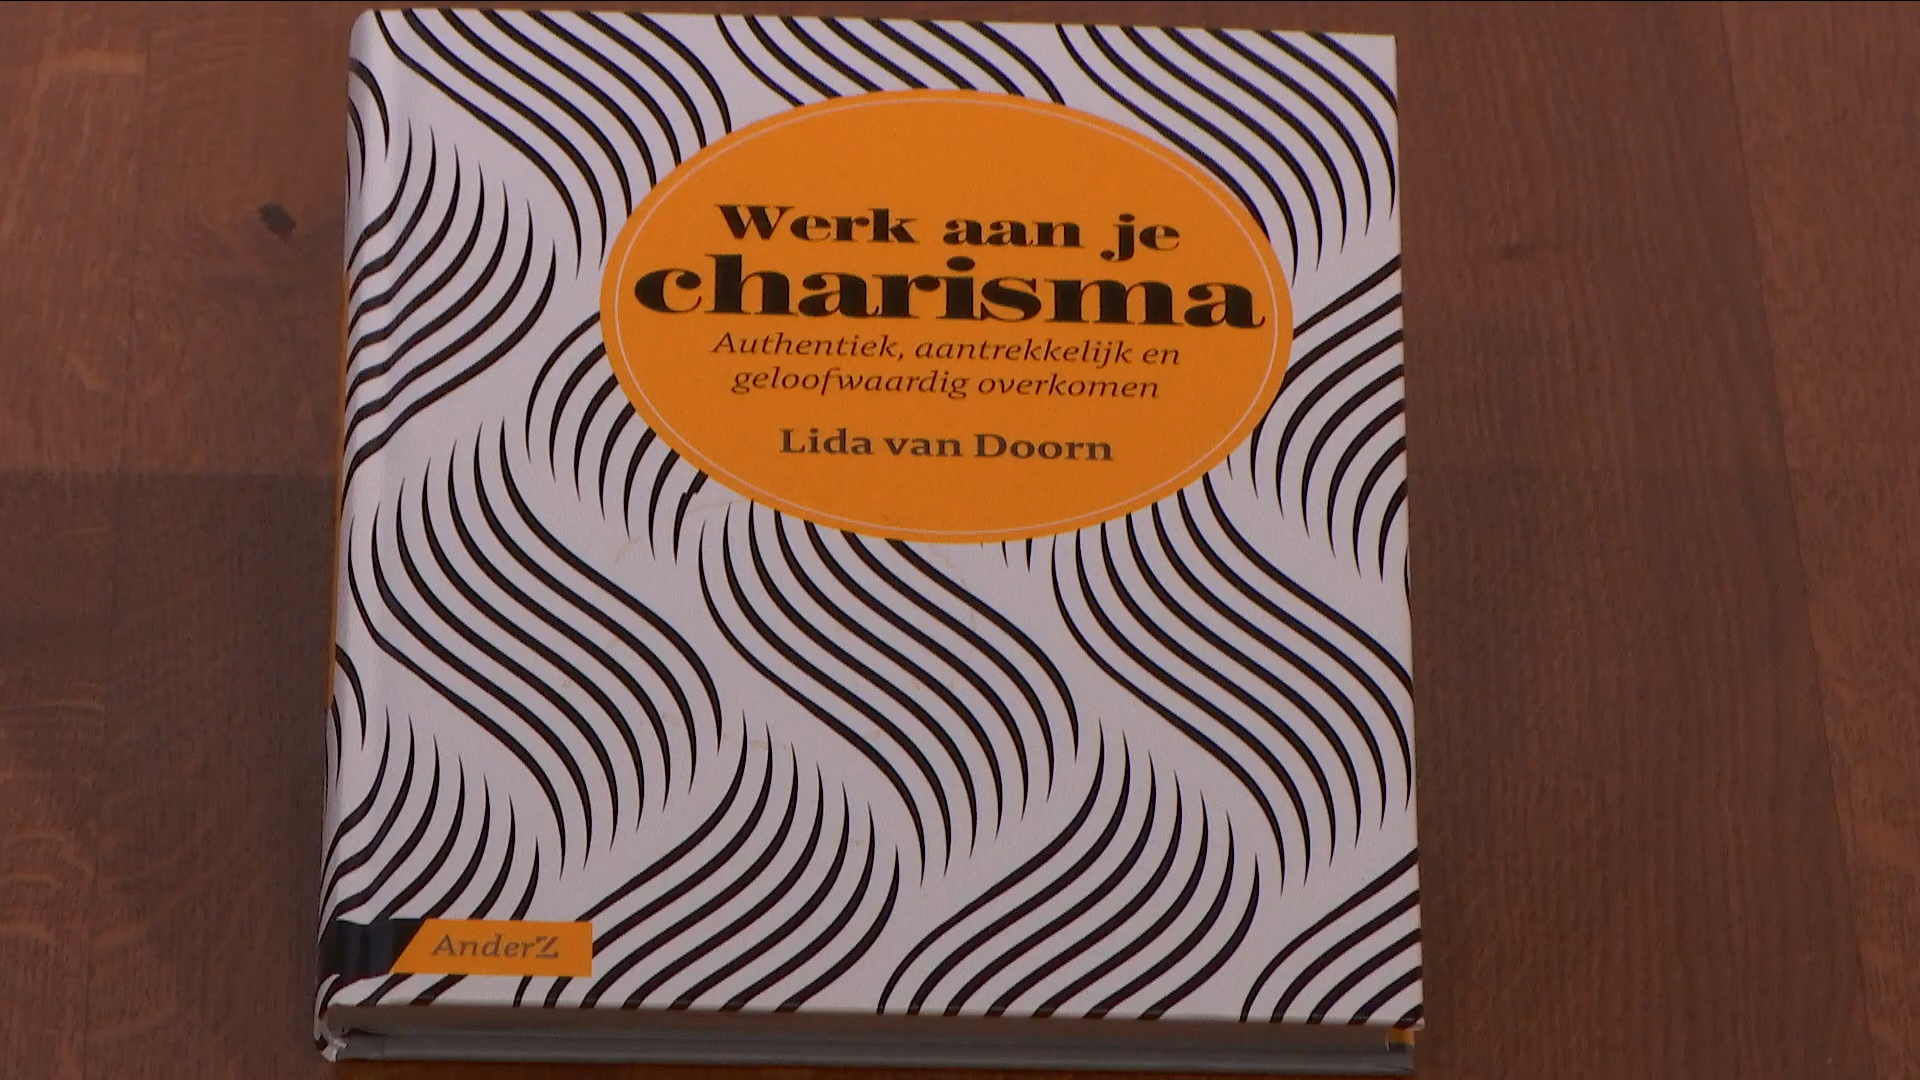 Werk aan je
charisma
Authentiek, aantrekkelijk en
geloofwaardig overkomen
Lida van Doorn
AnderZ